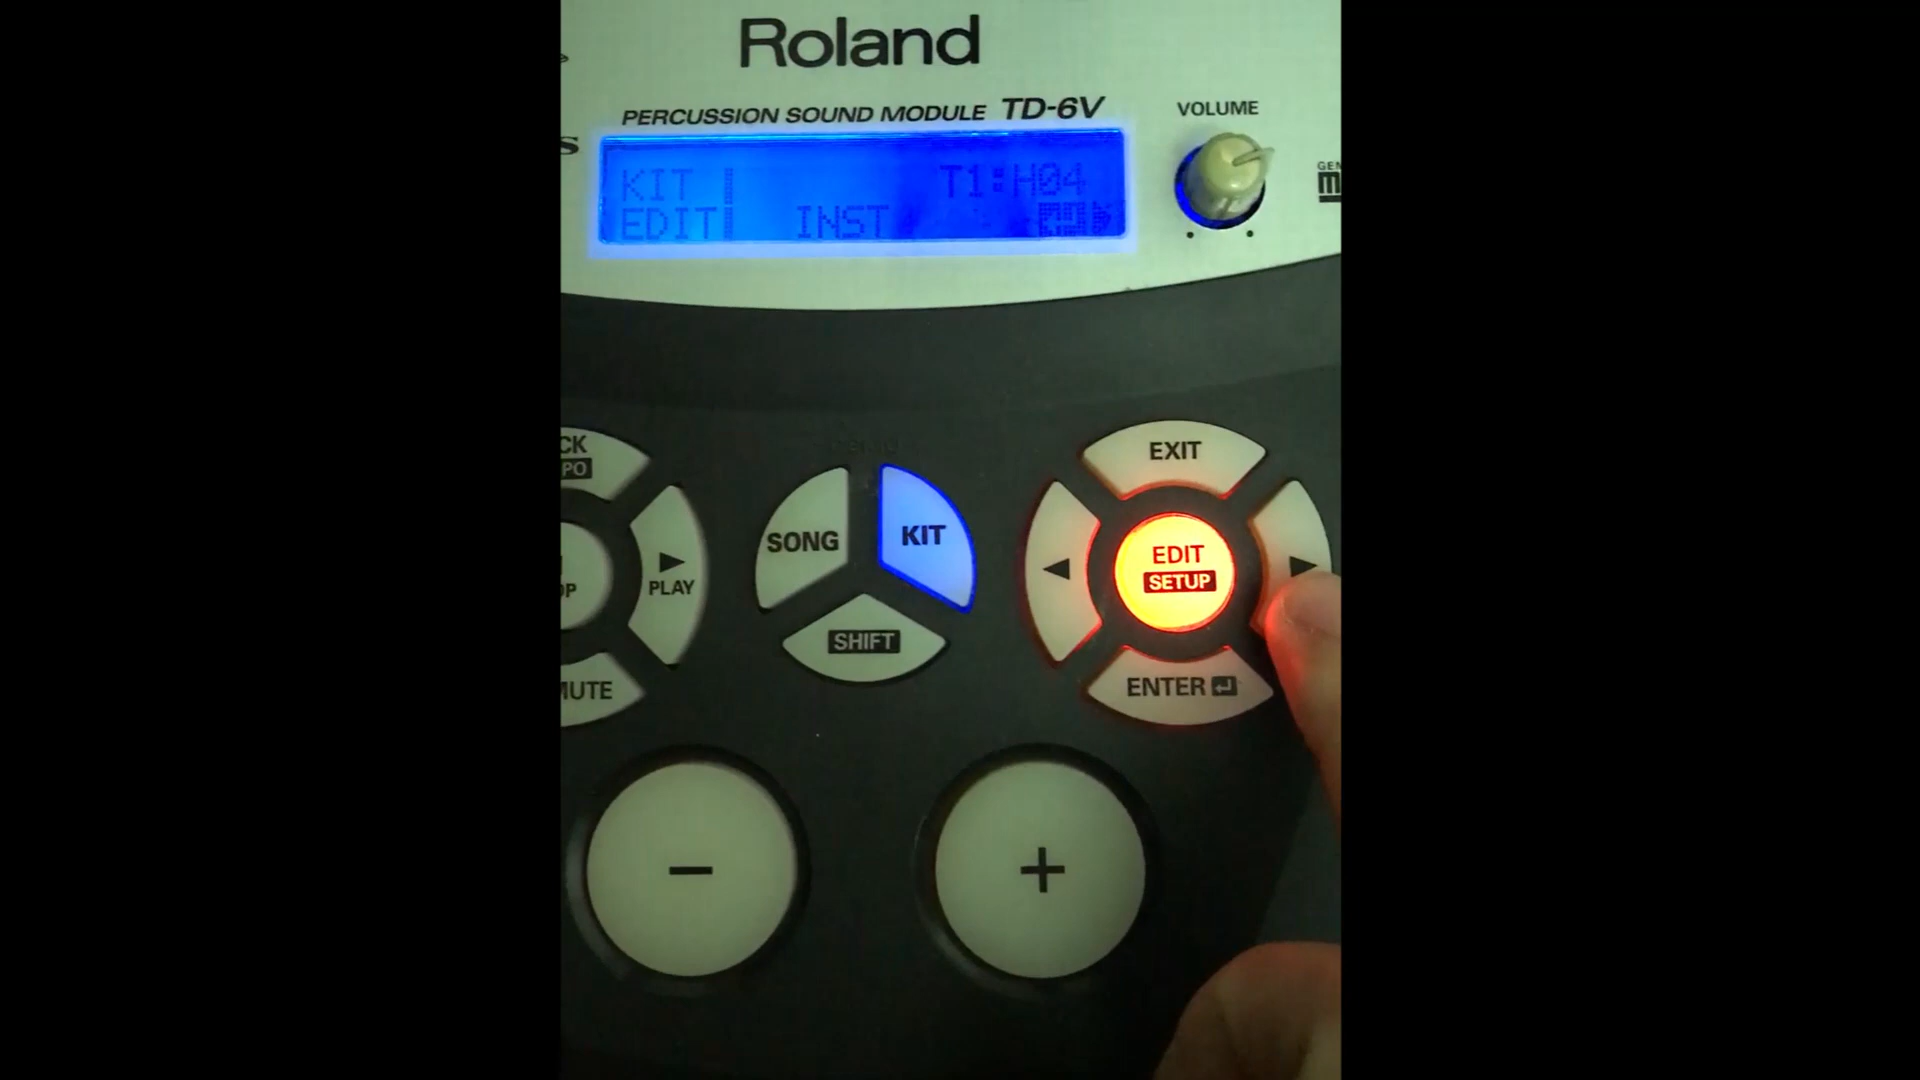 Roland
PERCUSSION SOUND MODULE TD-6V
VOLUME
KIT T1:H04
EDIT INST
EXIT
SONG KIT
EDIT
SETUP
PLAY
SHIFT
MUTE
ENTER
-
+